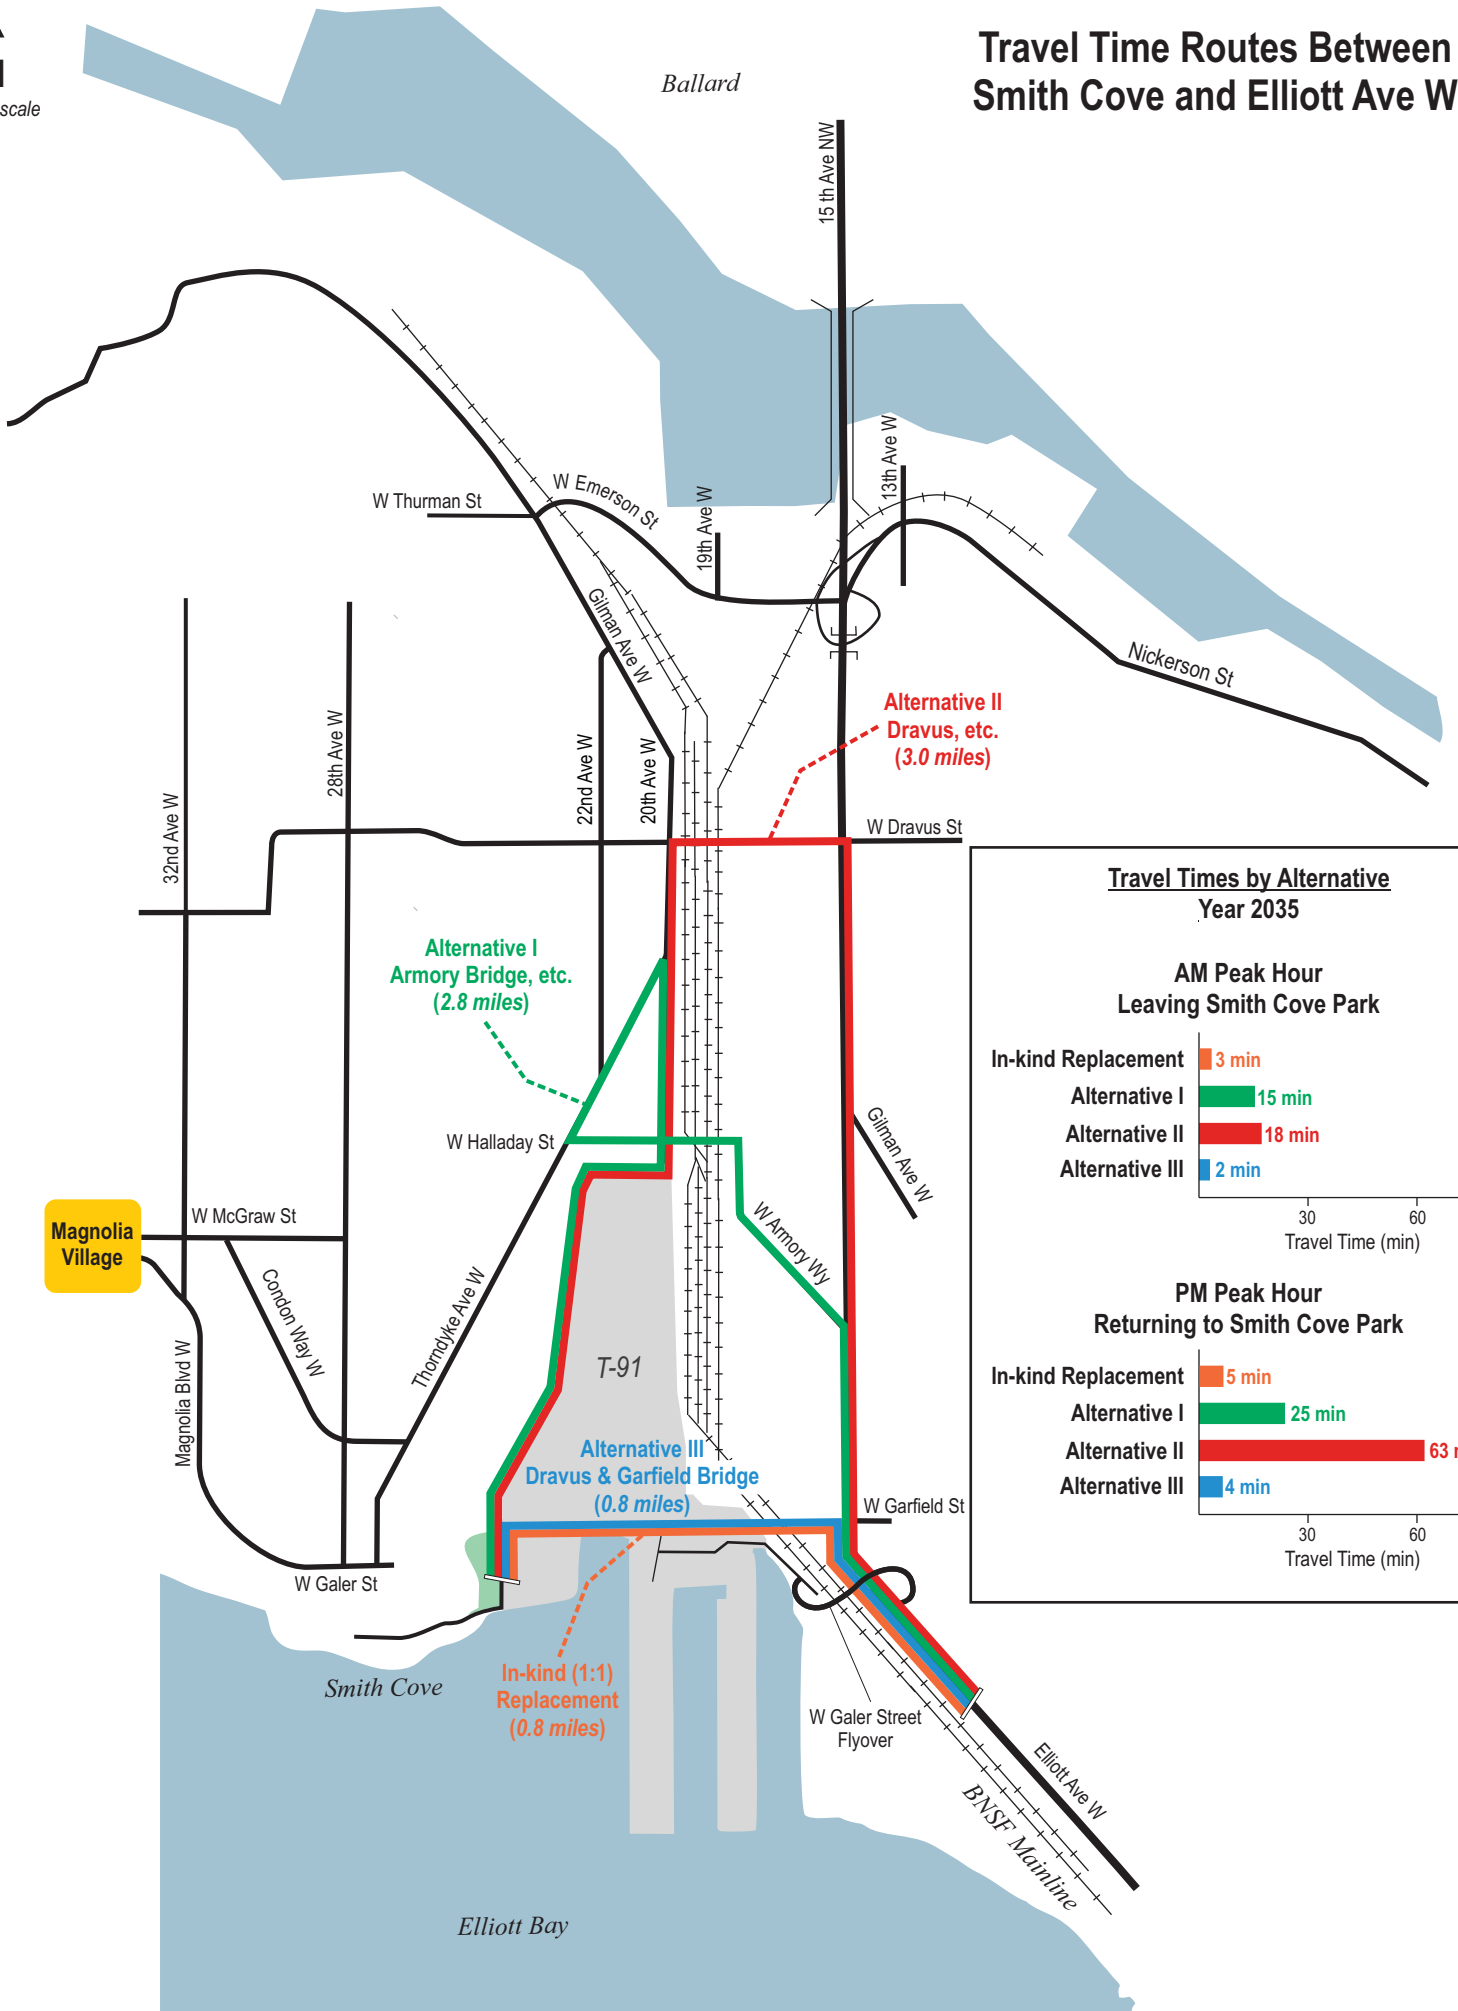 scale
Travel Time Routes Between
Smith Cove and Elliott Ave W
Ballard
15 th Ave NW
13th Ave W
W Thurman St
W Emerson St
19th Ave W
Gilman Ave W
Nickerson St
28th Ave W
22nd Ave W
20th Ave W
32nd Ave W
Alternative II
Dravus, etc.
(3.0 miles)
W Dravus St
Alternative I
Armory Bridge, etc.
(2.8 miles)
W Halladay St
Gilman Ave W
W Armory Wy
Magnolia
Village
W McGraw St
Condon Way W
Thorndyke Ave W
Magnolia Blvd W
T-91
Alternative III
Dravus & Garfield Bridge
(0.8 miles)
W Garfield St
W Galer St
Smith Cove
In-kind (1:1)
Replacement
(0.8 miles)
W Galer Street
Flyover
Elliott Ave W
BNSF Mainline
Elliott Bay
Travel Times by Alternative
Year 2035
AM Peak Hour
Leaving Smith Cove Park
In-kind Replacement 3 min
Alternative I 15 min
Alternative II 18 min
Alternative III 2 min
30 60
Travel Time (min)
PM Peak Hour
Returning to Smith Cove Park
In-kind Replacement 5 min
Alternative I 25 min
Alternative II 63
Alternative III 4 min
30 60
Travel Time (min)